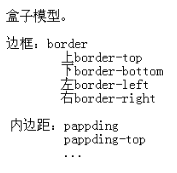 盒子模型。
边框：border
上border-top
下border-bottom
左border-left
右border-right
内边距：pappding
pappding-top
...